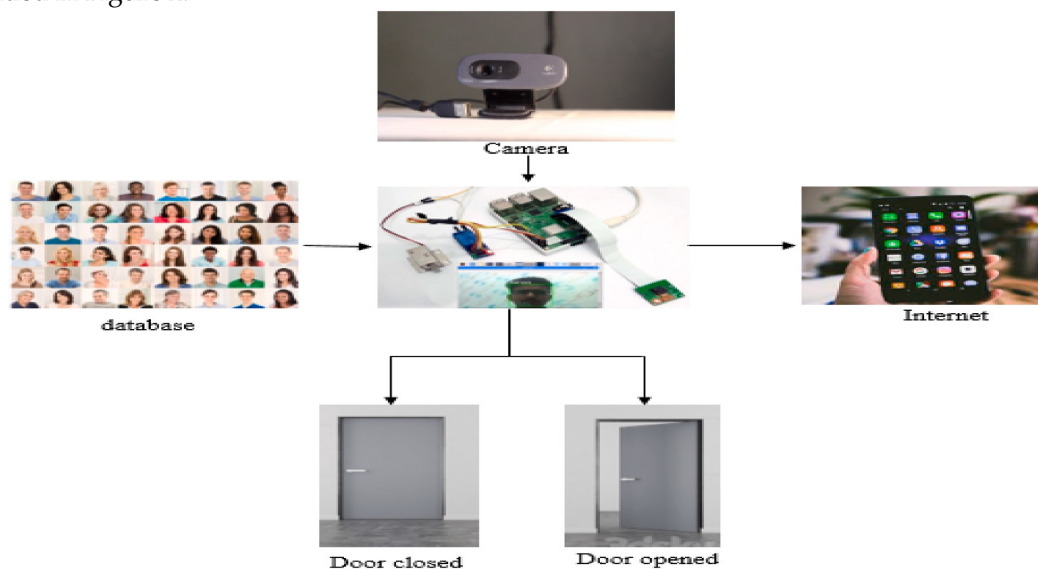 Camera
database
Internet
Door closed
Door opened